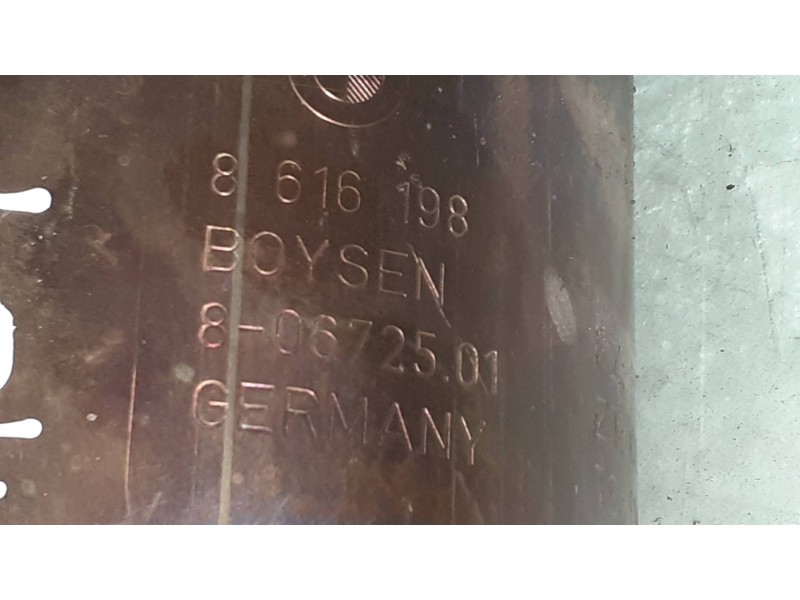 8 616 198
BOYSEN
8-06725.01
GERMANY